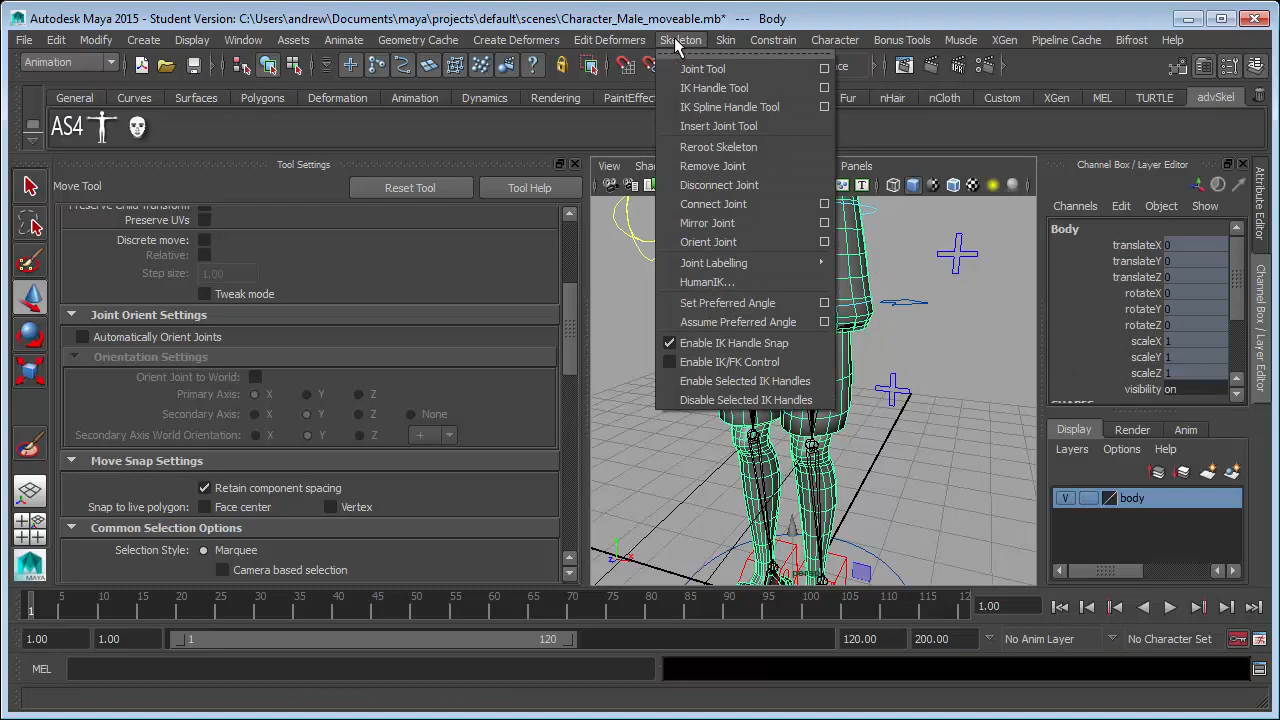 Autodesk Maya 2015 - Student Version: C:\Users\andrew\Documents\maya\projects\default\scenes\Character_Male_moveable.mb* --- Body
File Edit Modify Create Display Window Assets Animate Geometry Cache Create Deformers Edit Deformers Skeleton Skin Constrain Character Bonus Tools Muscle XGen Pipeline Cache Bifrost Help
Animation
General Curves Surfaces Polygons Deformation Animation Dynamics Rendering PaintEffects Fur nHair nCloth Custom XGen MEL TURTLE advSkel
AS4
Joint Tool
IK Handle Tool
IK Spline Handle Tool
Insert Joint Tool
Reroot Skeleton
Remove Joint
Disconnect Joint
Connect Joint
Mirror Joint
Orient Joint
Joint Labelling
HumanIK...
Set Preferred Angle
Assume Preferred Angle
Enable IK Handle Snap
Enable IK/FK Control
Enable Selected IK Handles
Disable Selected IK Handles
Tool Settings
Move Tool
Reset Tool Tool Help
Preserve UVs
Discrete move:
Relative:
Step size: 1.00
Tweak mode
Joint Orient Settings
Automatically Orient Joints
Orientation Settings
Orient Joint to World:
Primary Axis: X Y Z
Secondary Axis: X Y Z None
Secondary Axis World Orientation: X Y Z +
Move Snap Settings
Retain component spacing
Snap to live polygon: Face center Vertex
Common Selection Options
Selection Style: Marquee
Camera based selection
View Panels
Channel Box / Layer Editor
Channels Edit Object Show
Body
translateX 0
translateY 0
translateZ 0
rotateX 0
rotateY 0
rotateZ 0
scaleX 1
scaleY 1
scaleZ 1
visibility on
Display Render Anim
Layers Options Help
V body
Attribute Editor
Channel Box / Layer Editor
1 5 10 15 20 25 30 35 40 45 50 55 60 65 70 75 80 85 90 95 100 105 110 115 12
1.00
1.00 1.00 1 120 120.00 200.00 No Anim Layer No Character Set
MEL